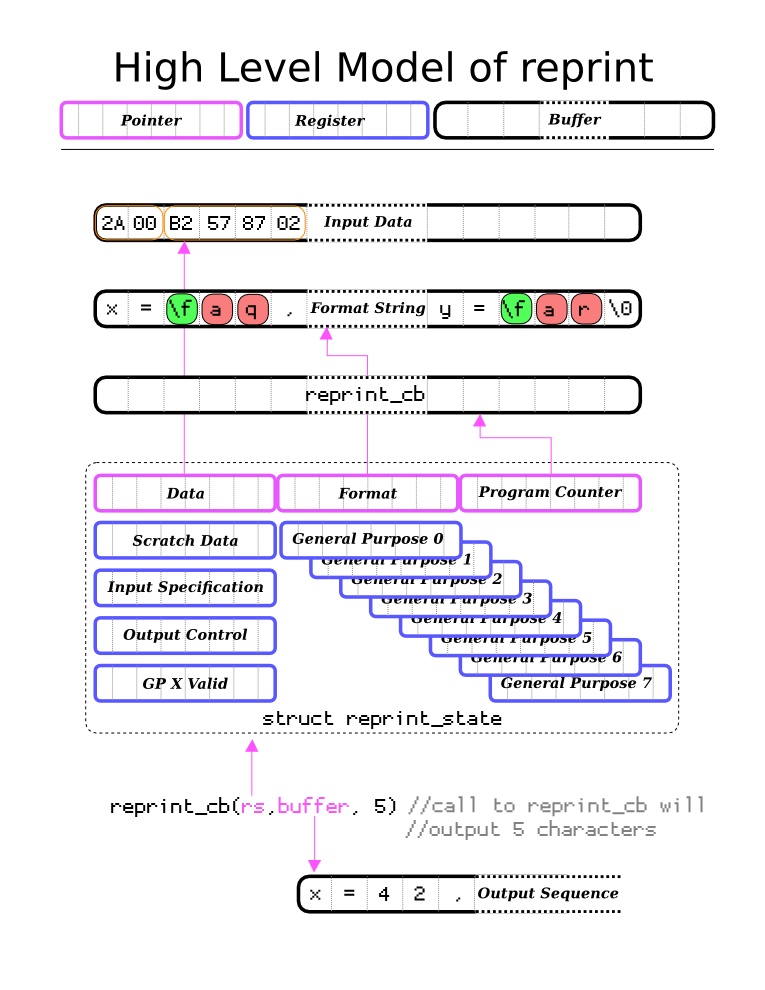 High Level Model of reprint
Pointer Register Buffer
2A 00 B2 57 87 02 Input Data
x = \f a q , Format String y = \f a r \0
reprint_cb
Data Format Program Counter
Scratch Data General Purpose 0
General Purpose 1
General Purpose 2
Input Specification General Purpose 3
General Purpose 4
Output Control General Purpose 5
General Purpose 6
GP X Valid General Purpose 7
struct reprint_state
reprint_cb(rs,buffer, 5) //call to reprint_cb will
//output 5 characters
x = 4 2 , Output Sequence